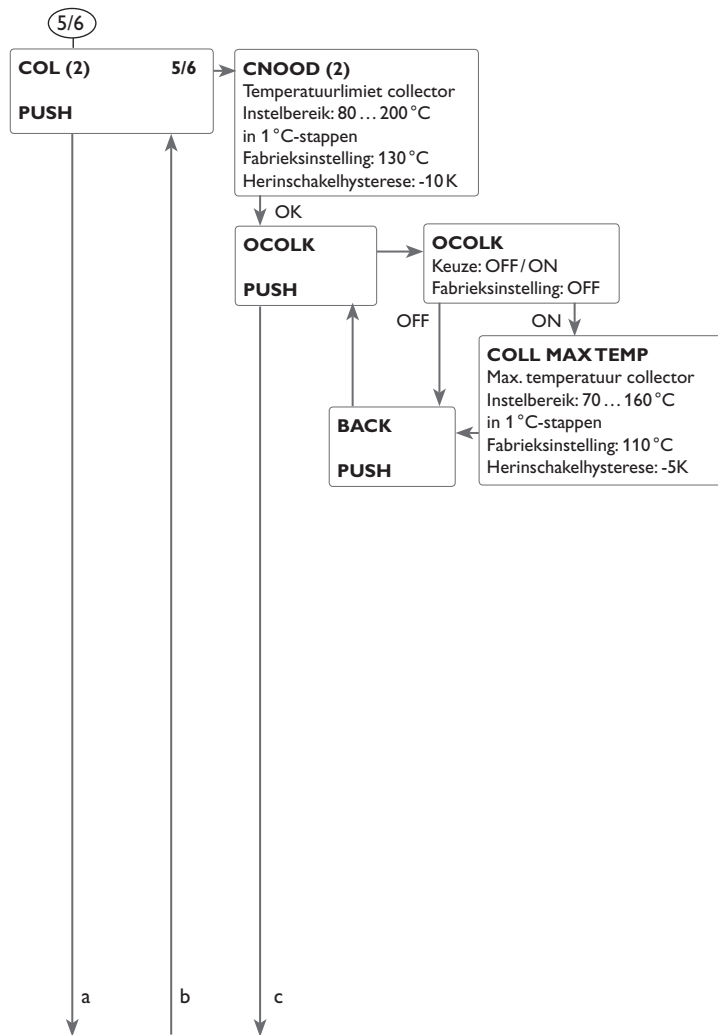 5/6
COL (2) 5/6
PUSH
CNOOD (2)
Temperatuurlimiet collector
Instelbereik: 80 … 200 °C
in 1 °C-stappen
Fabrieksinstelling: 130 °C
Herinschakelhysterese: -10 K
OK
OCOLK
PUSH
OCOLK
Keuze: OFF / ON
Fabrieksinstelling: OFF
OFF
ON
COLL MAX TEMP
Max. temperatuur collector
Instelbereik: 70 … 160 °C
in 1 °C-stappen
Fabrieksinstelling: 110 °C
Herinschakelhysterese: -5K
BACK
PUSH
a b c